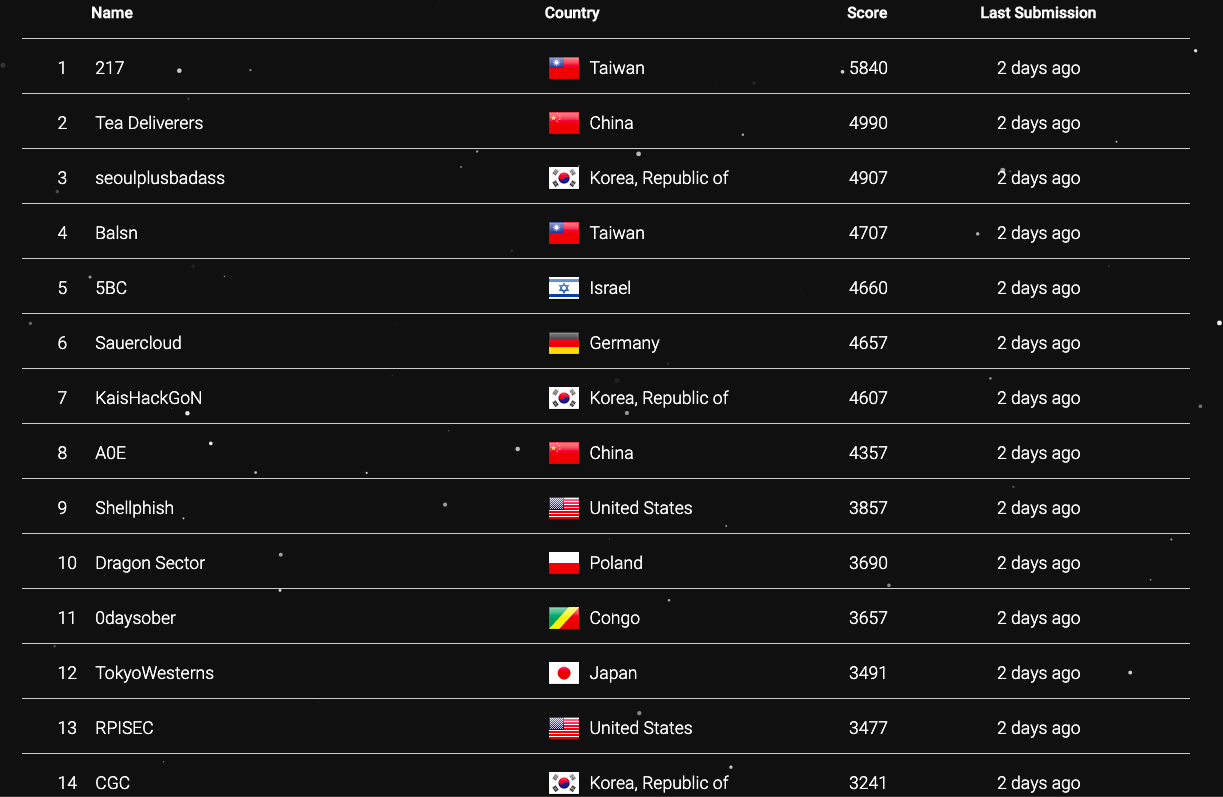 Name Country Score Last Submission
1 217 Taiwan 5840 2 days ago
2 Tea Deliverers China 4990 2 days ago
3 seoulplusbadass Korea, Republic of 4907 2 days ago
4 Balsn Taiwan 4707 2 days ago
5 5BC Israel 4660 2 days ago
6 Sauercloud Germany 4657 2 days ago
7 KaisHackGoN Korea, Republic of 4607 2 days ago
8 A0E China 4357 2 days ago
9 Shellphish United States 3857 2 days ago
10 Dragon Sector Poland 3690 2 days ago
11 0daysober Congo 3657 2 days ago
12 TokyoWesterns Japan 3491 2 days ago
13 RPISEC United States 3477 2 days ago
14 CGC Korea, Republic of 3241 2 days ago